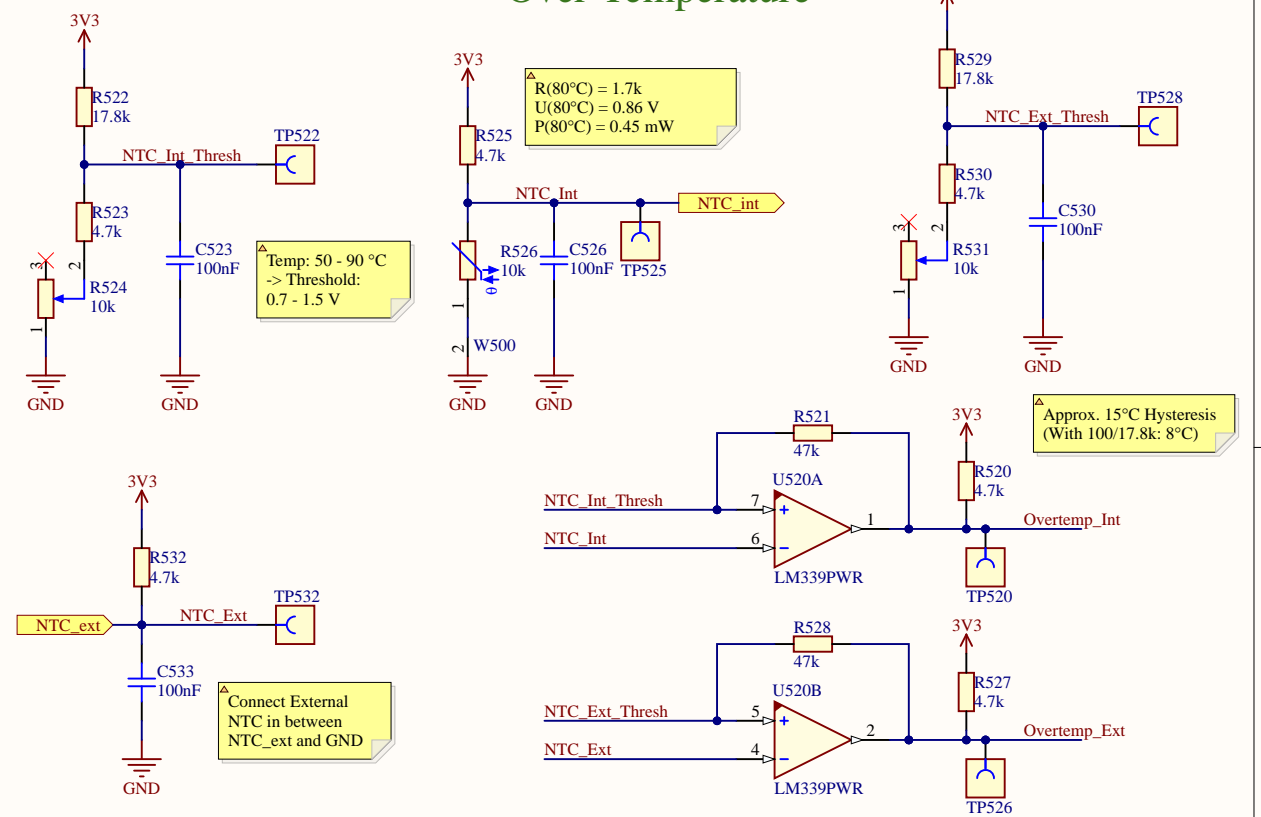 Over Temperature
3V3
R522
17.8k
NTC_Int_Thresh
TP522
R523
4.7k
C523
100nF
3
2
R524
10k
1
GND
GND
Temp: 50 - 90 °C
-> Threshold:
0.7 - 1.5 V
3V3
R525
4.7k
R(80°C) = 1.7k
U(80°C) = 0.86 V
P(80°C) = 0.45 mW
NTC_Int
NTC_int
TP525
R526
10k
θ
C526
100nF
1
2
W500
GND
GND
R529
17.8k
NTC_Ext_Thresh
TP528
R530
4.7k
C530
100nF
3
2
R531
10k
1
GND
GND
Approx. 15°C Hysteresis
(With 100/17.8k: 8°C)
3V3
R532
4.7k
NTC_ext
NTC_Ext
TP532
C533
100nF
GND
Connect External
NTC in between
NTC_ext and GND
R521
47k
3V3
R520
4.7k
U520A
NTC_Int_Thresh
7
+
NTC_Int
6
-
1
LM339PWR
Overtemp_Int
TP520
R528
47k
3V3
R527
4.7k
U520B
NTC_Ext_Thresh
5
+
NTC_Ext
4
-
2
LM339PWR
Overtemp_Ext
TP526